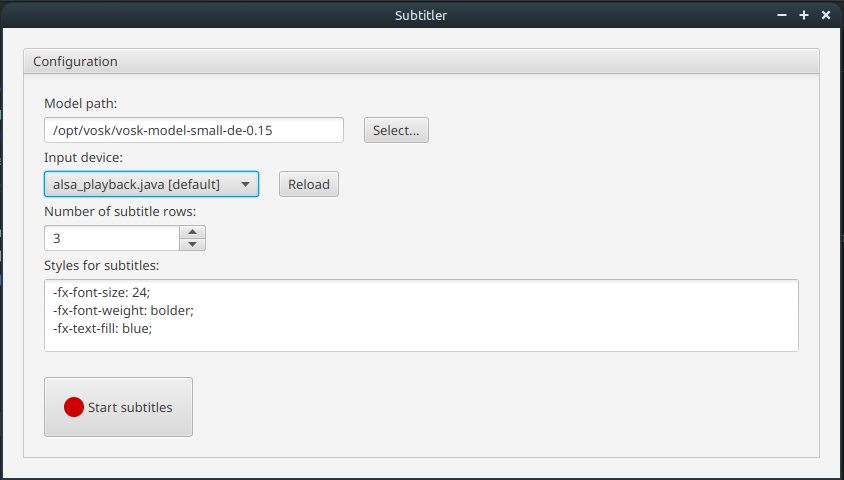 Subtitler
Configuration
Model path:
/opt/vosk/vosk-model-small-de-0.15
Select...
Input device:
alsa_playback.java [default]
Reload
Number of subtitle rows:
3
Styles for subtitles:
-fx-font-size: 24;
-fx-font-weight: bolder;
-fx-text-fill: blue;
Start subtitles